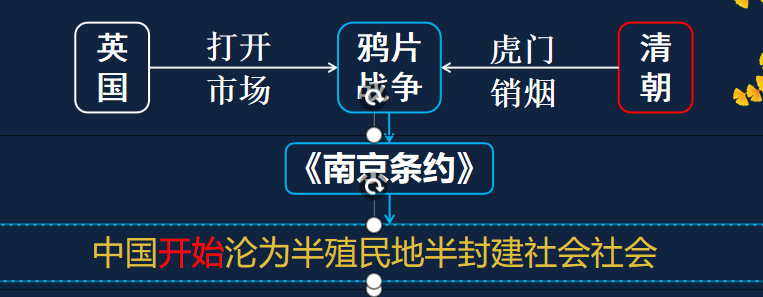 英国
打开市场
鸦片战争
虎门销烟
清朝
《南京条约》
中国开始沦为半殖民地半封建社会社会